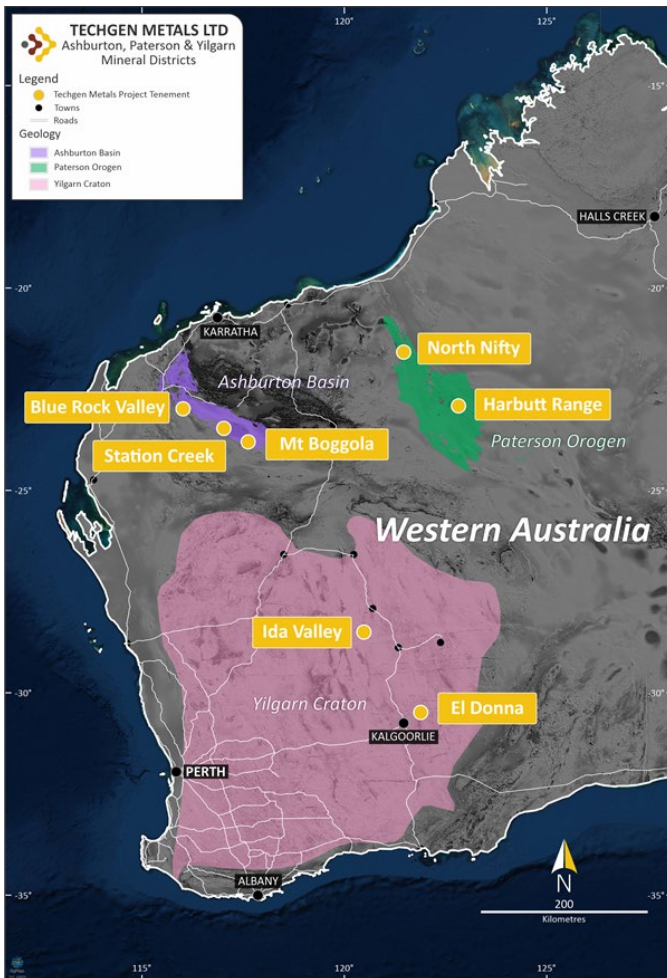 TECHGEN METALS LTD
Ashburton, Paterson & Yilgarn
Mineral Districts
Legend
Techgen Metals Project Tenement
Towns
Roads
Geology
Ashburton Basin
Paterson Orogen
Yilgarn Craton
115°
120°
125°
-15°
HALLS CREEK
-20°
KARRATHA
North Nifty
Ashburton Basin
Blue Rock Valley
Harbutt Range
Station Creek
Mt Boggola
Paterson Orogen
-25°
-25°
Western Australia
Ida Valley
-30°
-30°
Yilgarn Craton
El Donna
KALGOORLIE
PERTH
ALBANY
-35°
-35°
N
200
Kilometres
115°
120°
125°